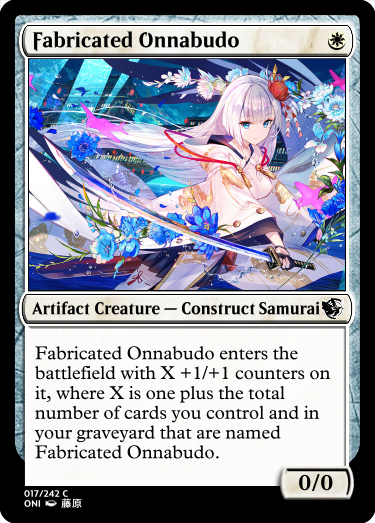 Fabricated Onnabudo
Artifact Creature — Construct Samurai
Fabricated Onnabudo enters the
battlefield with X +1/+1 counters on
it, where X is one plus the total
number of cards you control and in
your graveyard that are named
Fabricated Onnabudo.
0/0
017/242 C
ONI 藤原